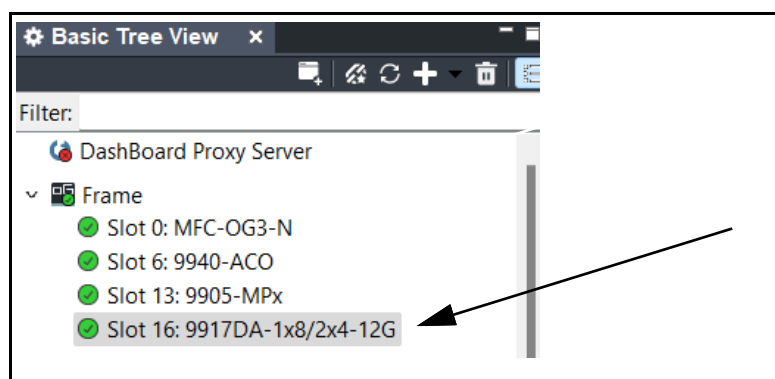 Basic Tree View
Filter:
DashBoard Proxy Server
Frame
Slot 0: MFC-OG3-N
Slot 6: 9940-ACO
Slot 13: 9905-MPx
Slot 16: 9917DA-1x8/2x4-12G